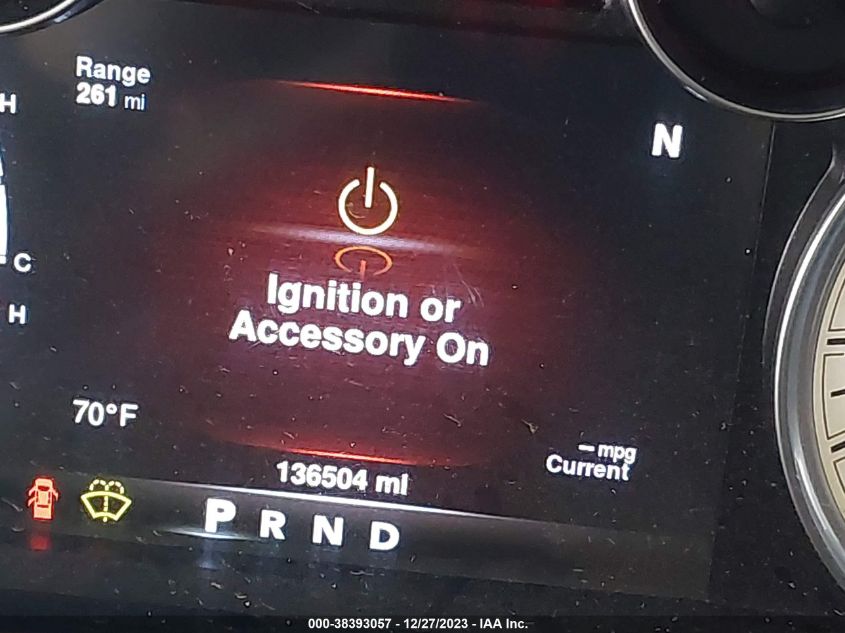 Range
261 mi
H
N
C
H
Ignition or
Accessory On
70°F
– mpg
Current
136504 mi
P R N D
000-38393057 - 12/27/2023 - IAA Inc.